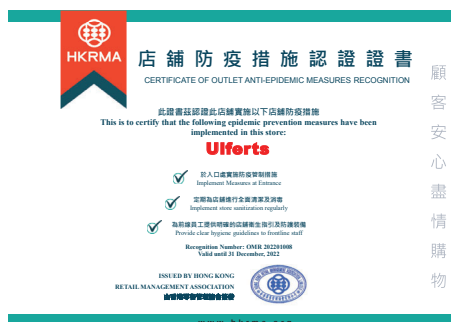 HKRMA
店舖防疫措施認證證書
CERTIFICATE OF OUTLET ANTI-EPIDEMIC MEASURES RECOGNITION
此證書茲認證此店舖實施以下店舖防疫措施
This is to certify that the following epidemic prevention measures have been
implemented in this store:
Ulferts
於入口處實施防疫管制措施
Implement Measures at Entrance
定期為店舖進行全面清潔及消毒
Implement store sanitization regularly
為前線員工提供明確的店舖衞生指引及防護裝備
Provide clear hygiene guidelines to frontline staff
Recognition Number: OMR 202201008
Valid until 31 December, 2022
ISSUED BY HONG KONG
RETAIL MANAGEMENT ASSOCIATION
由香港零售管理協會簽發
顧客安心盡情購物